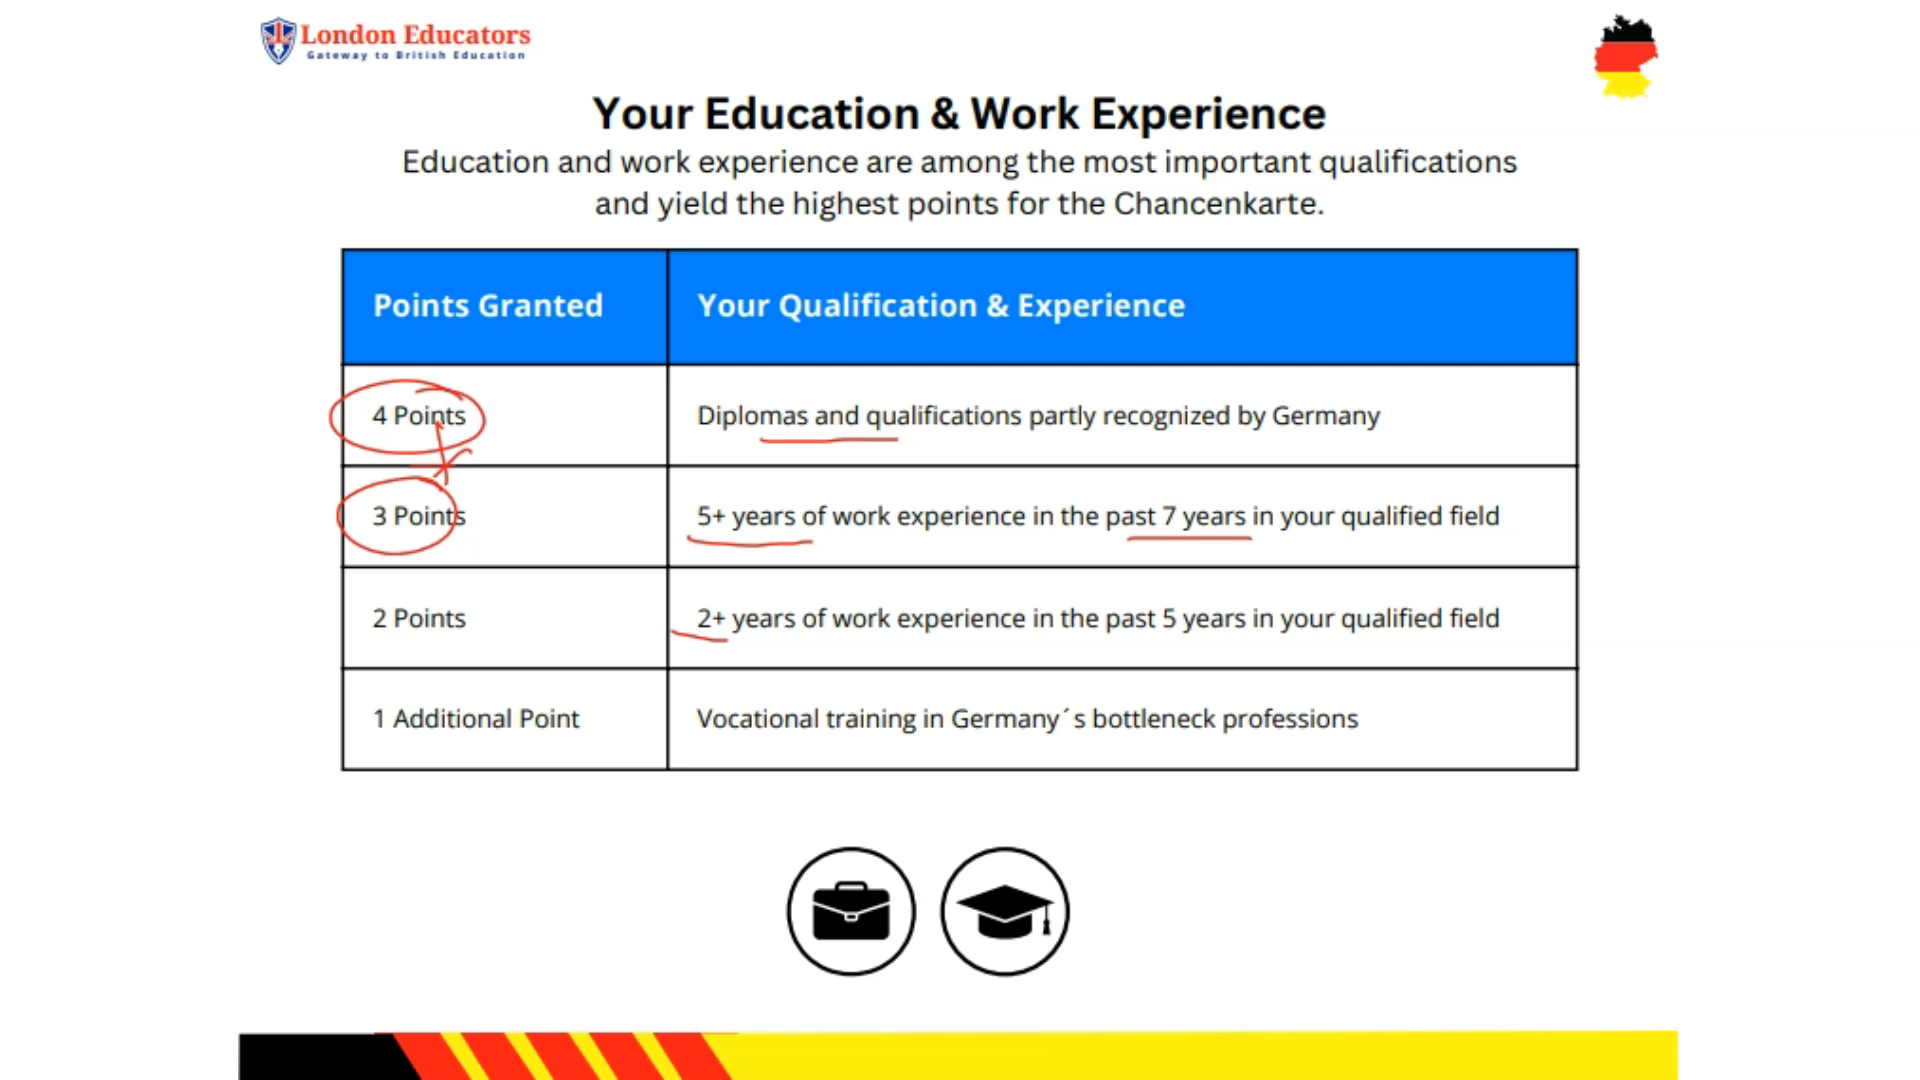 London Educators
Gateway to British Education
Your Education & Work Experience
Education and work experience are among the most important qualifications
and yield the highest points for the Chancenkarte.
Points Granted
Your Qualification & Experience
4 Points
Diplomas and qualifications partly recognized by Germany
3 Points
5+ years of work experience in the past 7 years in your qualified field
2 Points
2+ years of work experience in the past 5 years in your qualified field
1 Additional Point
Vocational training in Germany´s bottleneck professions